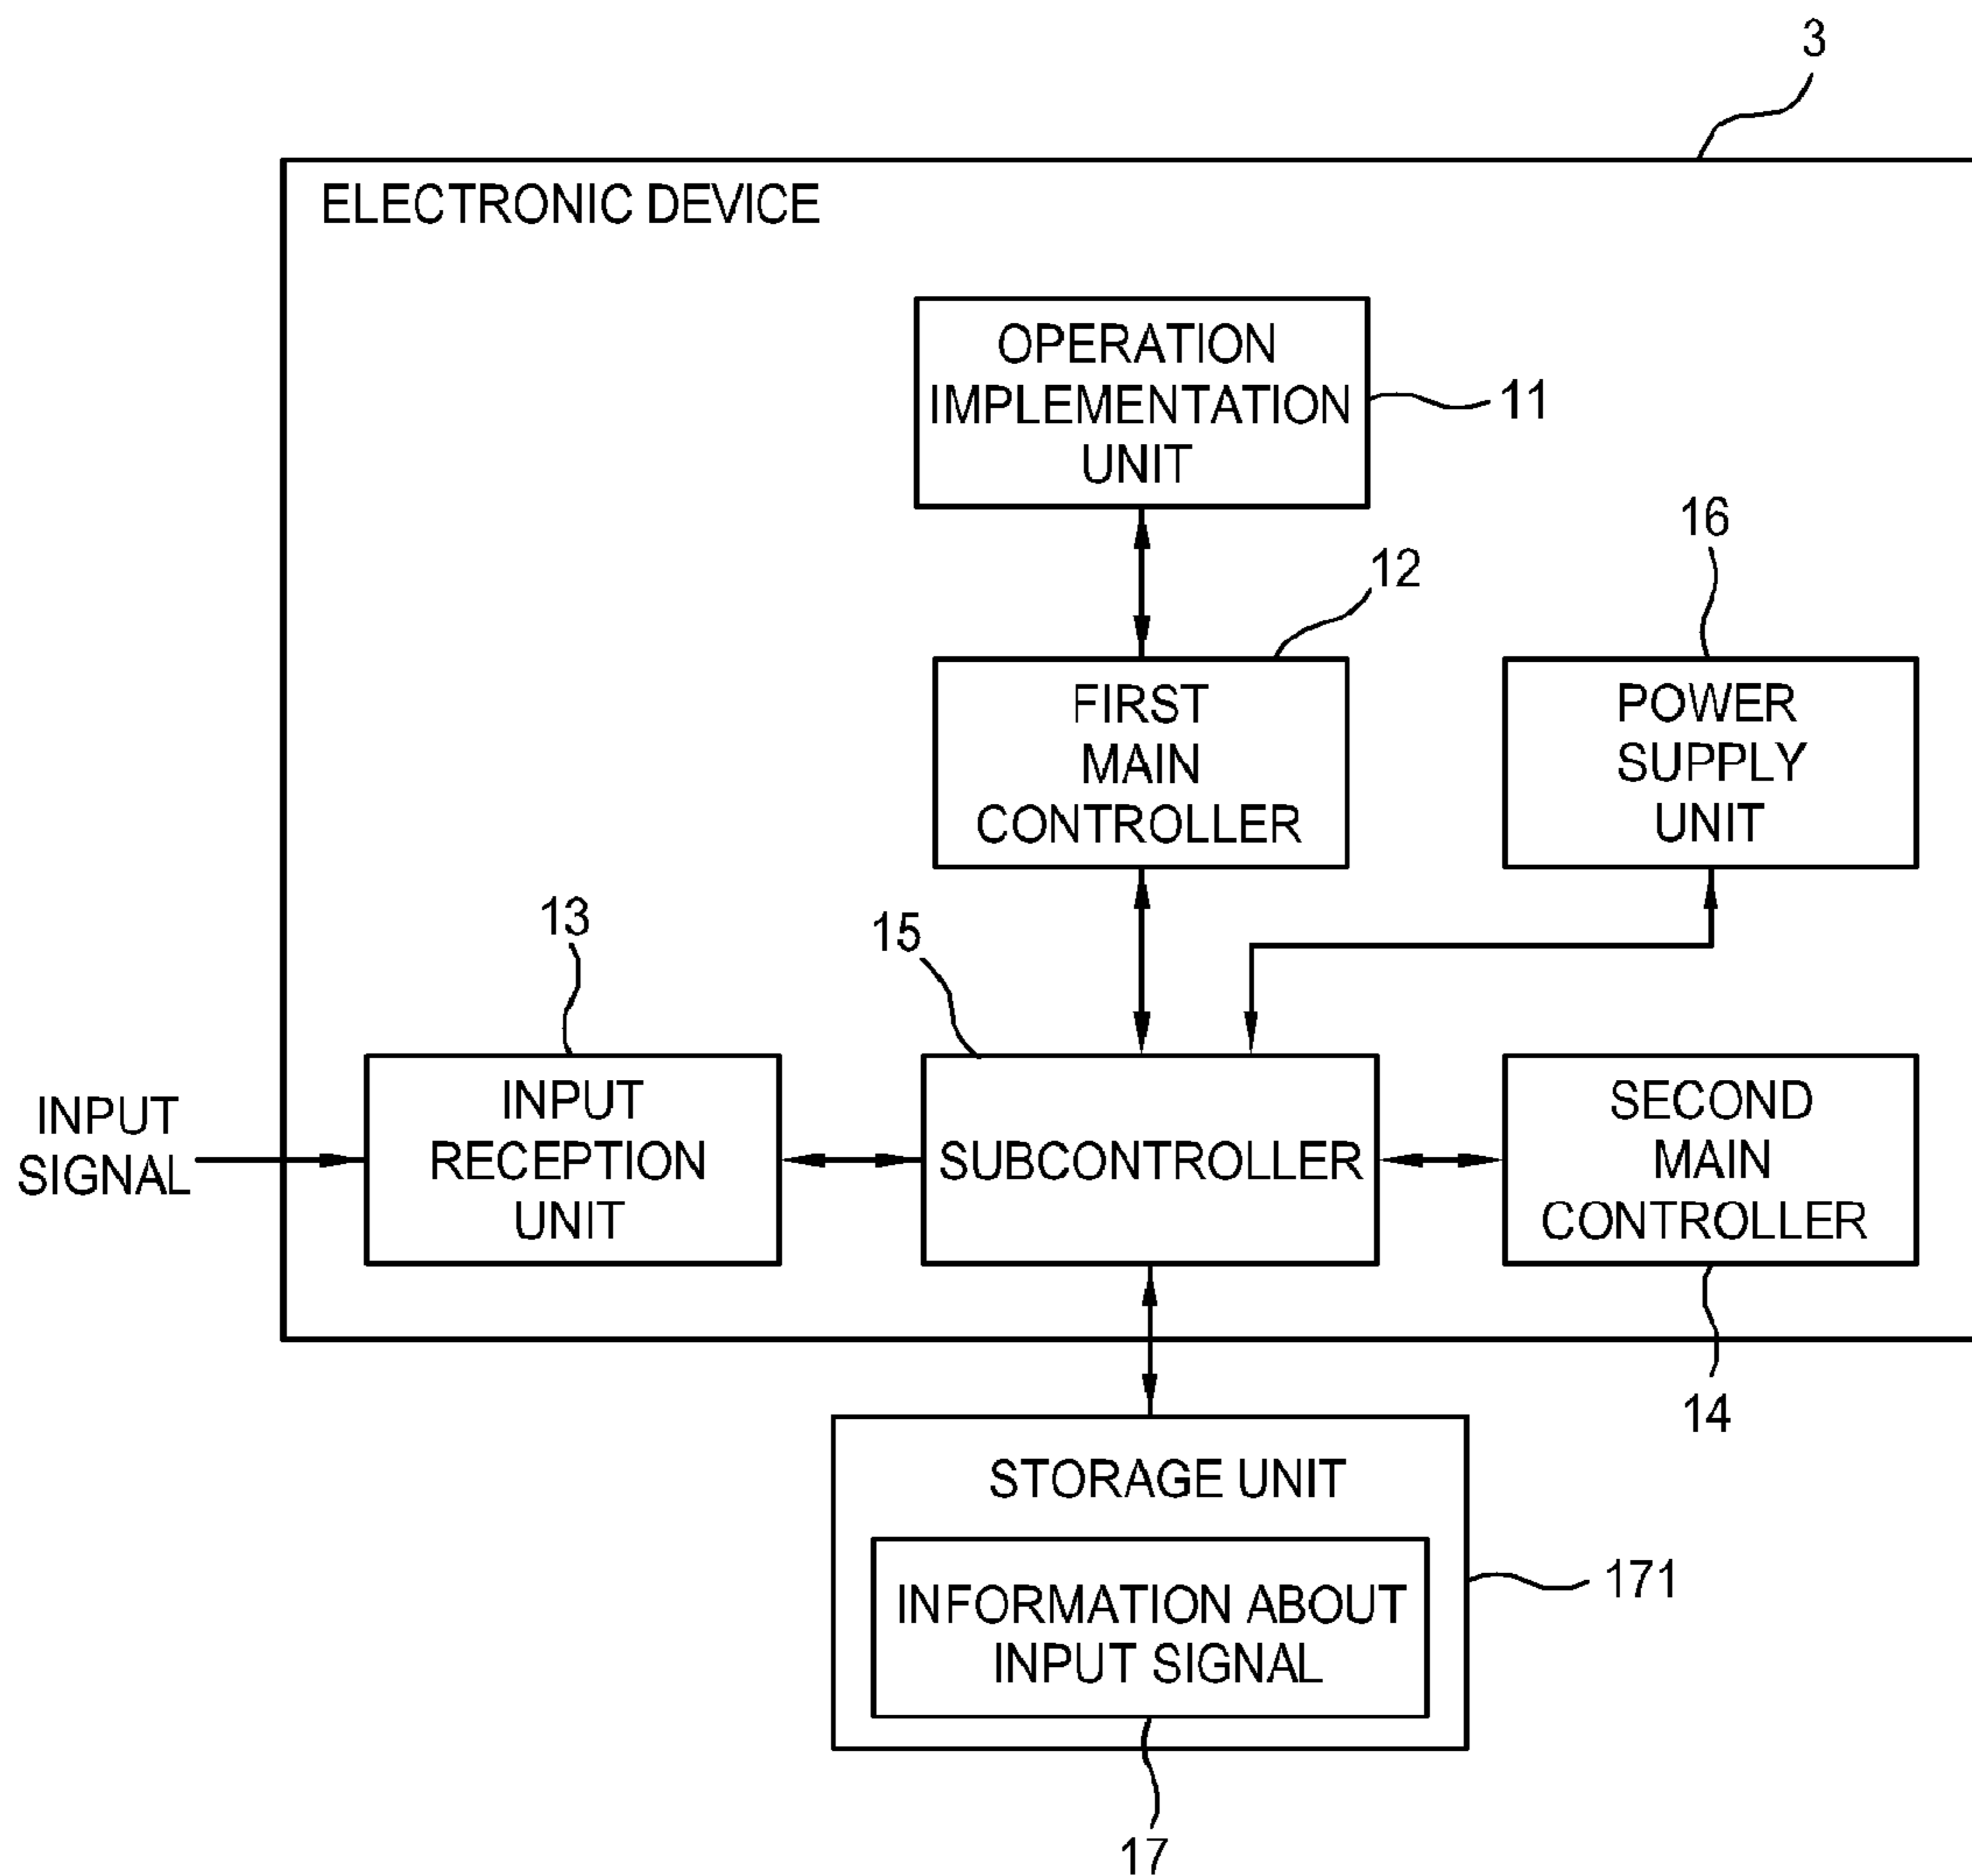 3
ELECTRONIC DEVICE
OPERATION
IMPLEMENTATION
UNIT
11
12
16
FIRST
MAIN
CONTROLLER
POWER
SUPPLY
UNIT
13
15
INPUT
SIGNAL
INPUT
RECEPTION
UNIT
SUBCONTROLLER
SECOND
MAIN
CONTROLLER
14
STORAGE UNIT
171
INFORMATION ABOUT
INPUT SIGNAL
17